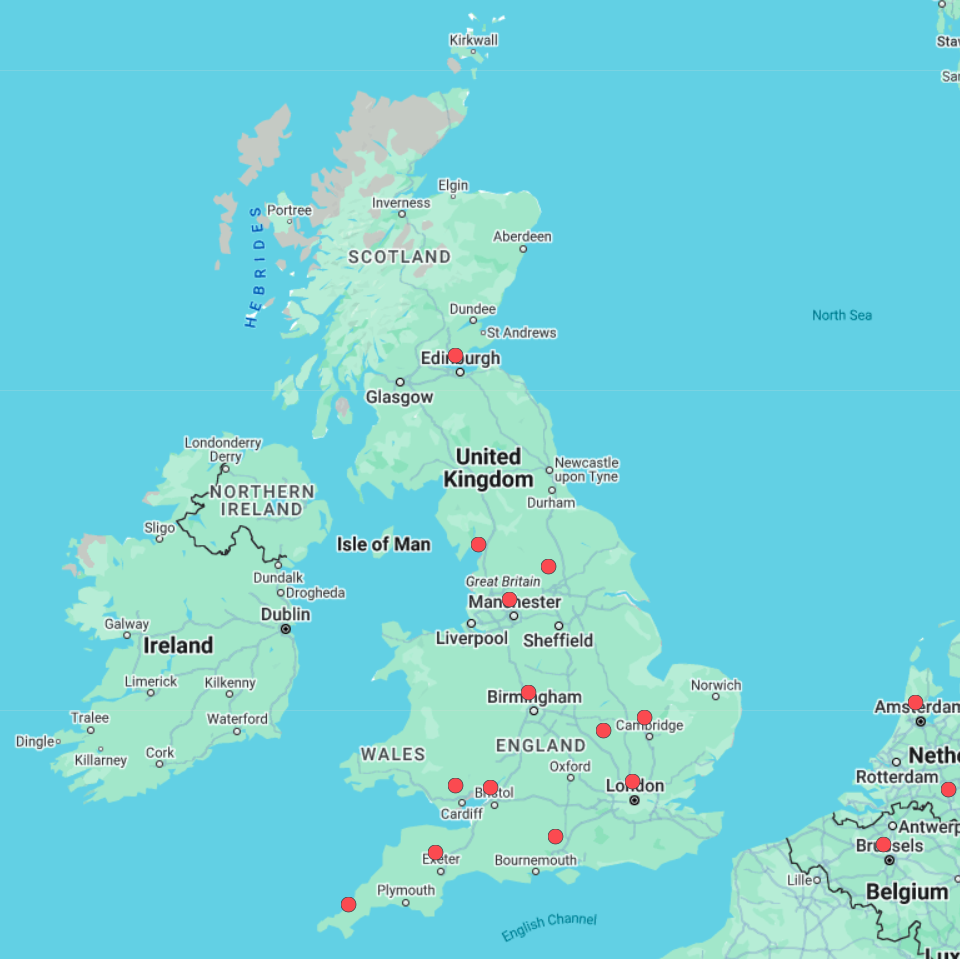 Kirkwall
Stav
San
Elgin
Portree
Inverness
HEBRIDES
Aberdeen
SCOTLAND
Dundee
St Andrews
North Sea
Edinburgh
Glasgow
Londonderry
Derry
United
Kingdom
Newcastle
upon Tyne
NORTHERN
IRELAND
Durham
Sligo
Isle of Man
Dundalk
Great Britain
Drogheda
Manchester
Dublin
Galway
Liverpool
Sheffield
Ireland
Limerick
Kilkenny
Birmingham
Norwich
Tralee
Waterford
Amsterdam
Dingle
Cambridge
Killarney
Cork
WALES
ENGLAND
Nethe
Oxford
Rotterdam
London
Bristol
Cardiff
Antwerp
Brussels
Exeter
Bournemouth
Lille
Plymouth
Belgium
English Channel
Lux